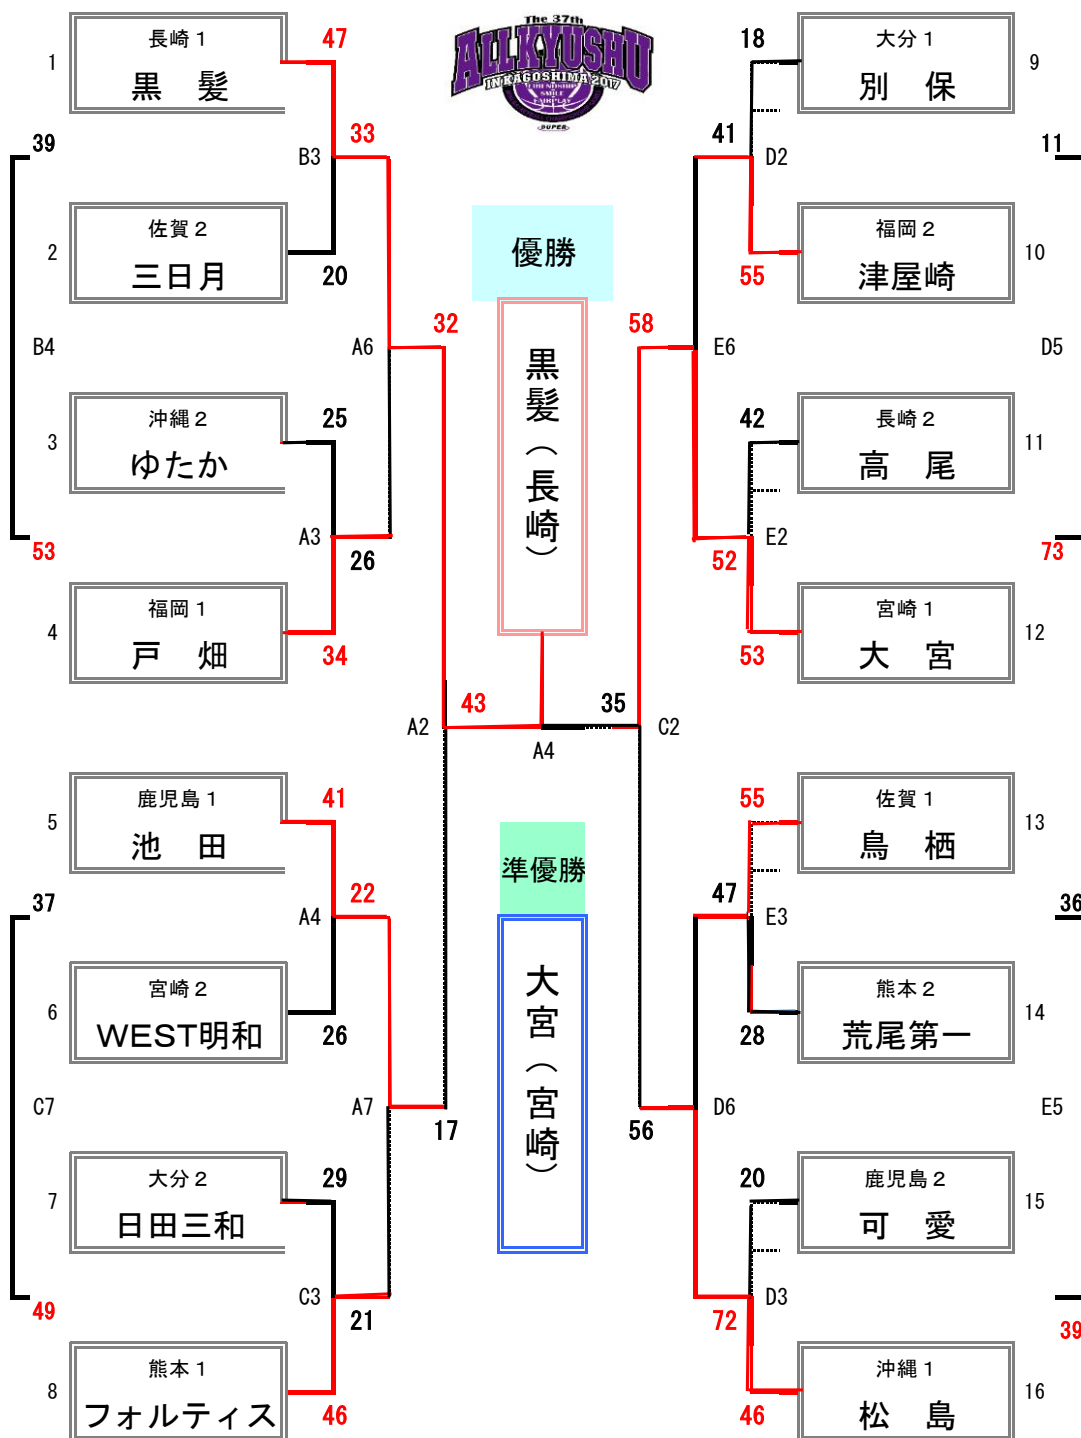 The 37th
ALL KYUSHU
IN KAGOSHIMA 2017
FRIENDSHIP
SMILE
FAIRPLAY
SUPER
1
長崎１
黒　髪
47
39
B3
33
2
佐賀２
三日月
20
B4
A6
32
3
沖縄２
ゆたか
25
53
A3
26
4
福岡１
戸　畑
34
A2
43
5
鹿児島１
池　田
41
37
A4
22
6
宮崎２
WEST明和
26
C7
A7
17
7
大分２
日田三和
29
49
C3
21
8
熊本１
フォルティス
46
優勝
黒髪（長崎）
A4
準優勝
大宮（宮崎）
18
大分１
別　保
9
41
D2
11
55
福岡２
津屋崎
10
58
E6
D5
42
長崎２
高　尾
11
52
E2
73
53
宮崎１
大　宮
12
35
C2
55
佐賀１
鳥　栖
13
47
E3
36
28
熊本２
荒尾第一
14
56
D6
E5
20
鹿児島２
可　愛
15
72
D3
39
46
沖縄１
松　島
16